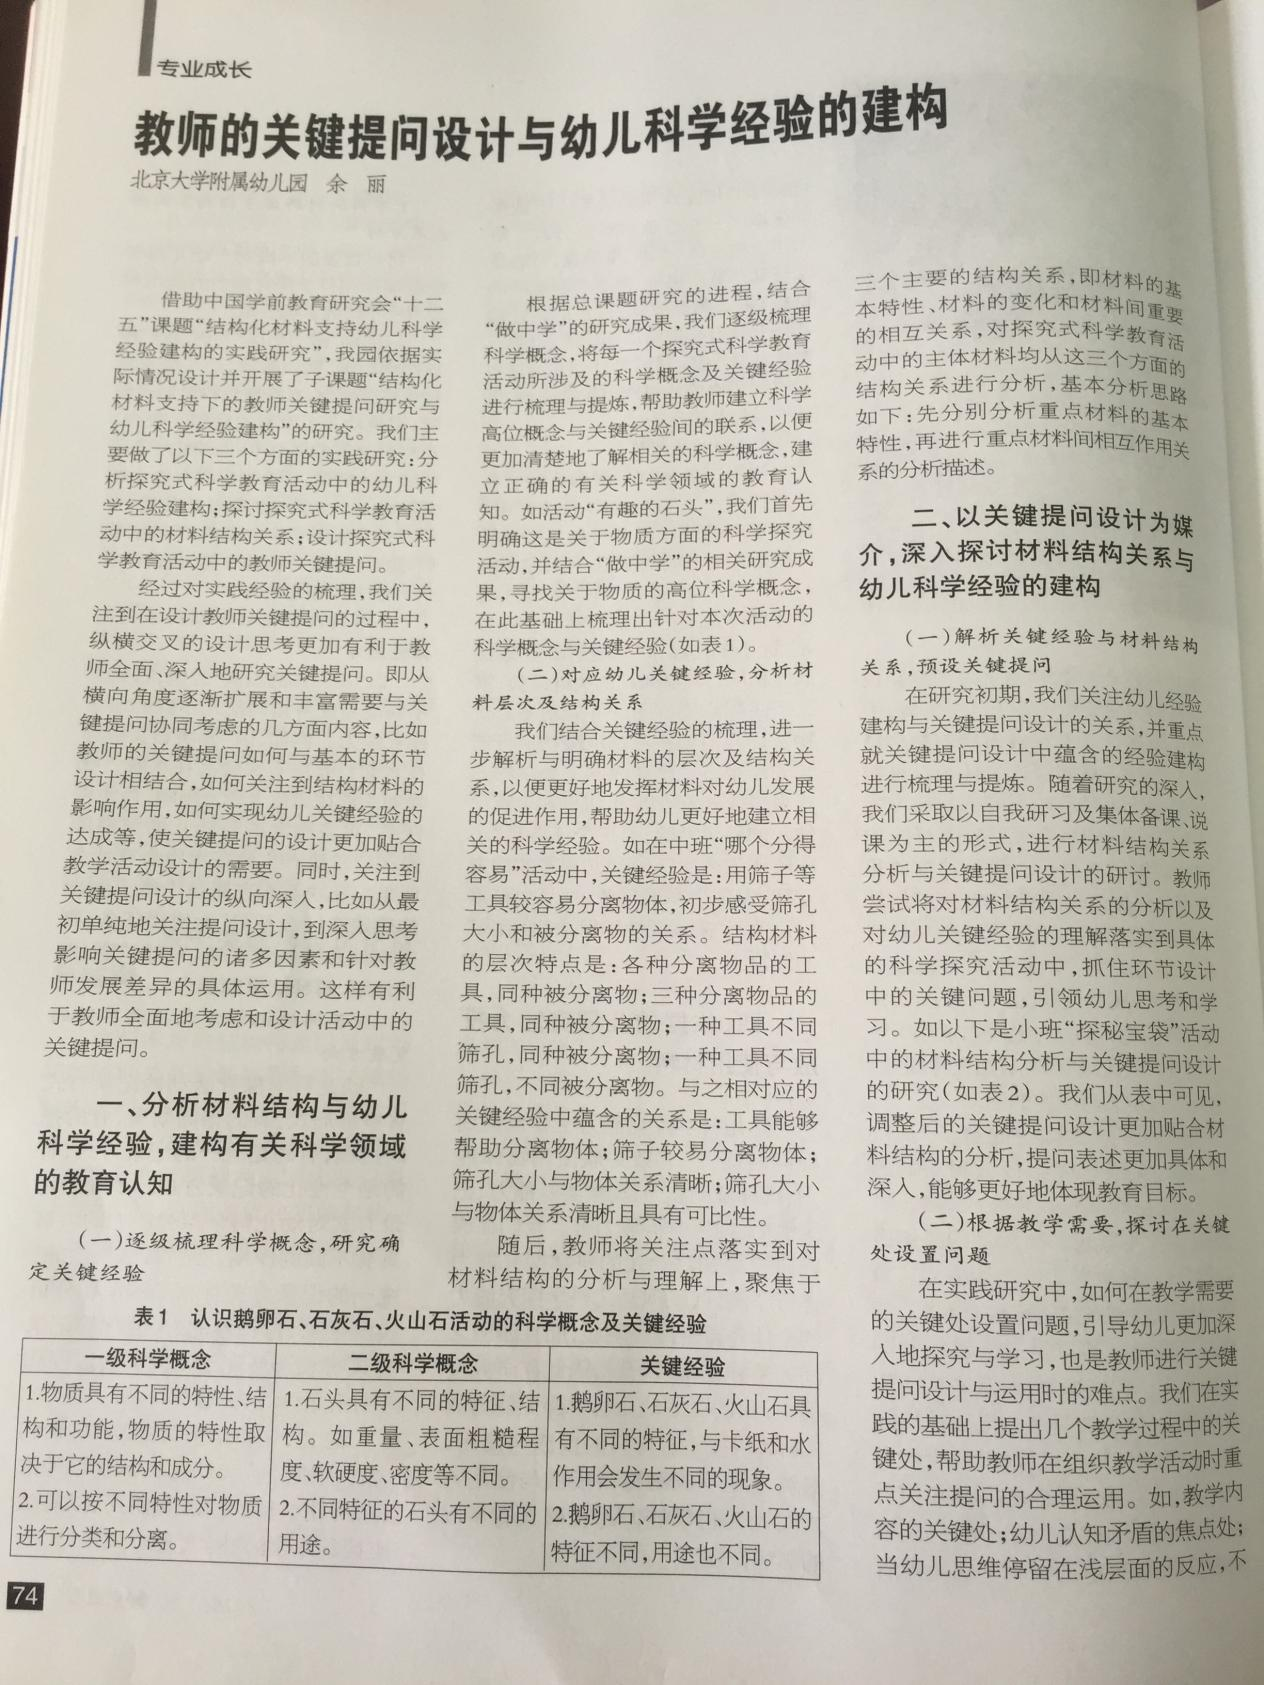 专业成长
教师的关键提问设计与幼儿科学经验的建构
北京大学附属幼儿园　余　丽
借助中国学前教育研究会“十二
五”课题“结构化材料支持幼儿科学
经验建构的实践研究”，我园依据实
际情况设计并开展了子课题“结构化
材料支持下的教师关键提问研究与
幼儿科学经验建构”的研究。我们主
要做了以下三个方面的实践研究：分
析探究式科学教育活动中的幼儿科
学经验建构；探讨探究式科学教育活
动中的材料结构关系；设计探究式科
学教育活动中的教师关键提问。
经过对实践经验的梳理，我们关
注到在设计教师关键提问的过程中，
纵横交叉的设计思考更加有利于教
师全面、深入地研究关键提问。即从
横向角度逐渐扩展和丰富需要与关
键提问协同考虑的几方面内容，比如
教师的关键提问如何与基本的环节
设计相结合，如何关注到结构材料的
影响作用，如何实现幼儿关键经验的
达成等，使关键提问的设计更加贴合
教学活动设计的需要。同时，关注到
关键提问设计的纵向深入，比如从最
初单纯地关注提问设计，到深入思考
影响关键提问的诸多因素和针对教
师发展差异的具体运用。这样有利
于教师全面地考虑和设计活动中的
关键提问。
一、分析材料结构与幼儿
科学经验，建构有关科学领域
的教育认知
（一）逐级梳理科学概念，研究确
定关键经验
根据总课题研究的进程，结合
“做中学”的研究成果，我们逐级梳理
科学概念，将每一个探究式科学教育
活动所涉及的科学概念及关键经验
进行梳理与提炼，帮助教师建立科学
高位概念与关键经验间的联系，以便
更加清楚地了解相关的科学概念，建
立正确的有关科学领域的教育认
知。如活动“有趣的石头”，我们首先
明确这是关于物质方面的科学探究
活动，并结合“做中学”的相关研究成
果，寻找关于物质的高位科学概念，
在此基础上梳理出针对本次活动的
科学概念与关键经验（如表1）。
（二）对应幼儿关键经验，分析材
料层次及结构关系
我们结合关键经验的梳理，进一
步解析与明确材料的层次及结构关
系，以便更好地发挥材料对幼儿发展
的促进作用，帮助幼儿更好地建立相
关的科学经验。如在中班“哪个分得
容易”活动中，关键经验是：用筛子等
工具较容易分离物体，初步感受筛孔
大小和被分离物的关系。结构材料
的层次特点是：各种分离物品的工
具，同种被分离物；三种分离物品的
工具，同种被分离物；一种工具不同
筛孔，同种被分离物；一种工具不同
筛孔，不同被分离物。与之相对应的
关键经验中蕴含的关系是：工具能够
帮助分离物体；筛子较易分离物体；
筛孔大小与物体关系清晰；筛孔大小
与物体关系清晰且具有可比性。
随后，教师将关注点落实到对
材料结构的分析与理解上，聚焦于
三个主要的结构关系，即材料的基
本特性、材料的变化和材料间重要
的相互关系，对探究式科学教育活
动中的主体材料均从这三个方面的
结构关系进行分析，基本分析思路
如下：先分别分析重点材料的基本
特性，再进行重点材料间相互作用关
系的分析描述。
二、以关键提问设计为媒
介，深入探讨材料结构关系与
幼儿科学经验的建构
（一）解析关键经验与材料结构
关系，预设关键提问
在研究初期，我们关注幼儿经验
建构与关键提问设计的关系，并重点
就关键提问设计中蕴含的经验建构
进行梳理与提炼。随着研究的深入，
我们采取以自我研习及集体备课、说
课为主的形式，进行材料结构关系
分析与关键提问设计的研讨。教师
尝试将对材料结构关系的分析以及
对幼儿关键经验的理解落实到具体
的科学探究活动中，抓住环节设计
中的关键问题，引领幼儿思考和学
习。如以下是小班“探秘宝袋”活动
中的材料结构分析与关键提问设计
的研究（如表2）。我们从表中可见，
调整后的关键提问设计更加贴合材
料结构的分析，提问表述更加具体和
深入，能够更好地体现教育目标。
（二）根据教学需要，探讨在关键
处设置问题
在实践研究中，如何在教学需要
的关键处设置问题，引导幼儿更加深
入地探究与学习，也是教师进行关键
提问设计与运用时的难点。我们在实
践的基础上提出几个教学过程中的关
键处，帮助教师在组织教学活动时重
点关注提问的合理运用。如，教学内
容的关键处；幼儿认知矛盾的焦点处；
当幼儿思维停留在浅层面的反应，不
表1　认识鹅卵石、石灰石、火山石活动的科学概念及关键经验
一级科学概念
1.物质具有不同的特性、结
构和功能，物质的特性取
决于它的结构和成分。
2.可以按不同特性对物质
进行分类和分离。
二级科学概念
1.石头具有不同的特征、结
构。如重量、表面粗糙程
度、软硬度、密度等不同。
2.不同特征的石头有不同的
用途。
关键经验
1.鹅卵石、石灰石、火山石具
有不同的特征，与卡纸和水
作用会发生不同的现象。
2.鹅卵石、石灰石、火山石的
特征不同，用途也不同。
74